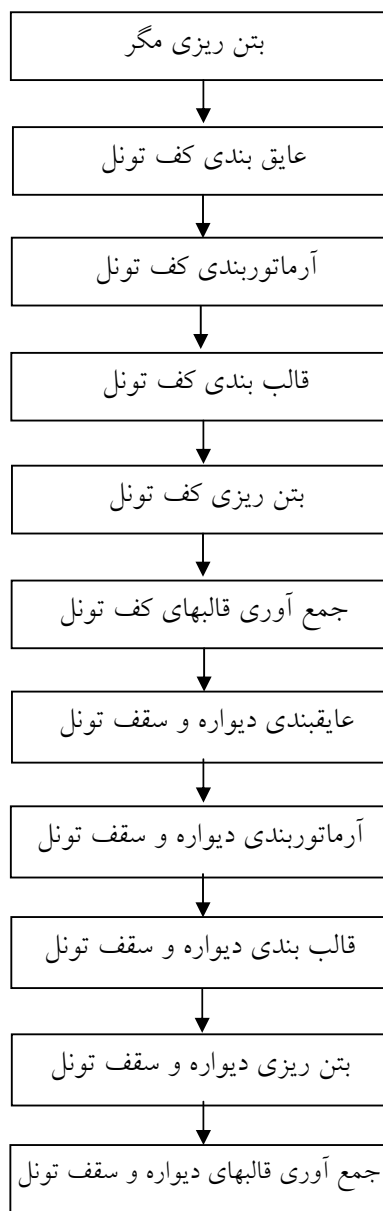 بتن ریزی مگر
عایق بندی کف تونل
آرماتوربندی کف تونل
قالب بندی کف تونل
بتن ریزی کف تونل
جمع آوری قالبهای کف تونل
عایقبندی دیواره و سقف تونل
آرماتوربندی دیواره و سقف تونل
قالب بندی دیواره و سقف تونل
بتن ریزی دیواره و سقف تونل
جمع آوری قالبهای دیواره و سقف تونل